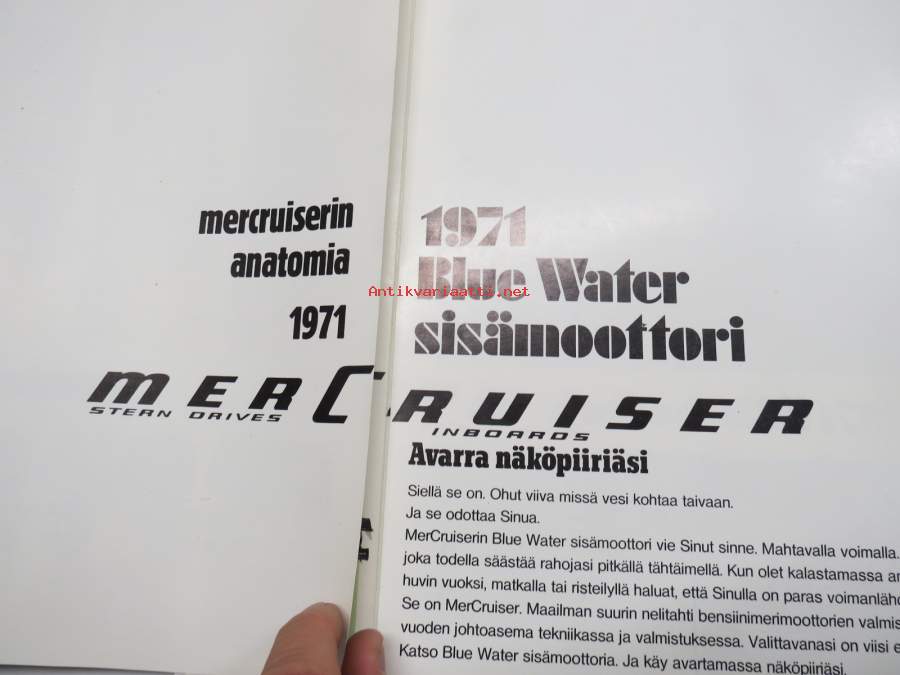 mercruiserin
anatomia
1971
merCruiser
STERN DRIVES
INBOARDS
1971
Blue Water
sisämoottori
Antikvariaatti.net
Avarra näköpiiriäsi
Siellä se on. Ohut viiva missä vesi kohtaa taivaan.
Ja se odottaa Sinua.
MerCruiserin Blue Water sisämoottori vie Sinut sinne. Mahtavalla voimalla.
joka todella säästää rahojasi pitkällä tähtäimellä. Kun olet kalastamassa
huvin vuoksi, matkalla tai risteilyllä haluat, että Sinulla on paras
Se on MerCruiser. Maailman suurin nelitahti bensiinimerimoottorien
vuoden johtoasema tekniikassa ja valmistuksessa. Valittavanasi on viisi
Katso Blue Water sisämoottoria. Ja käy avartamassa näköpiiriäsi.